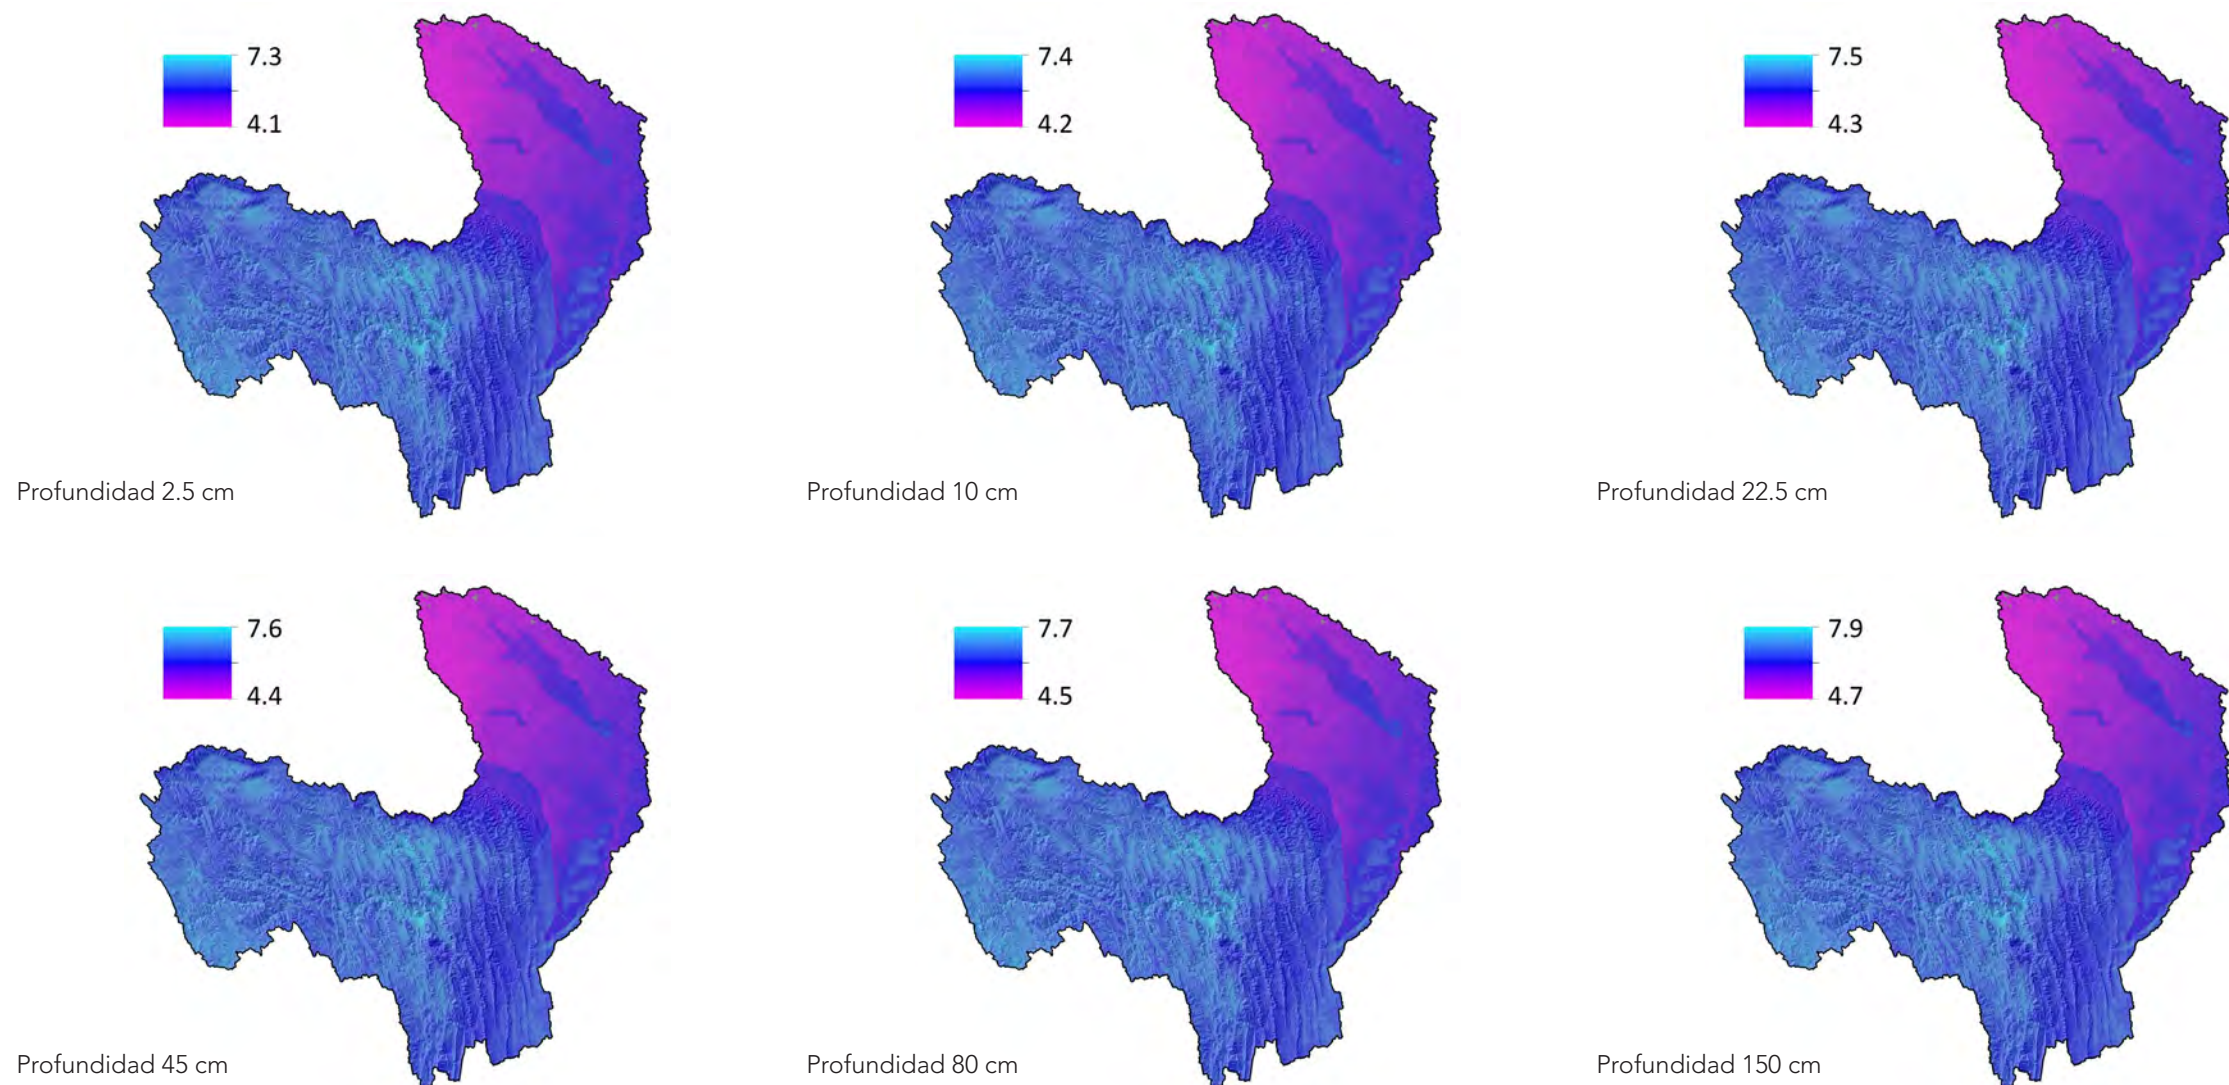 7.3
4.1
Profundidad 2.5 cm
7.4
4.2
Profundidad 10 cm
7.5
4.3
Profundidad 22.5 cm
7.6
4.4
Profundidad 45 cm
7.7
4.5
Profundidad 80 cm
7.9
4.7
Profundidad 150 cm